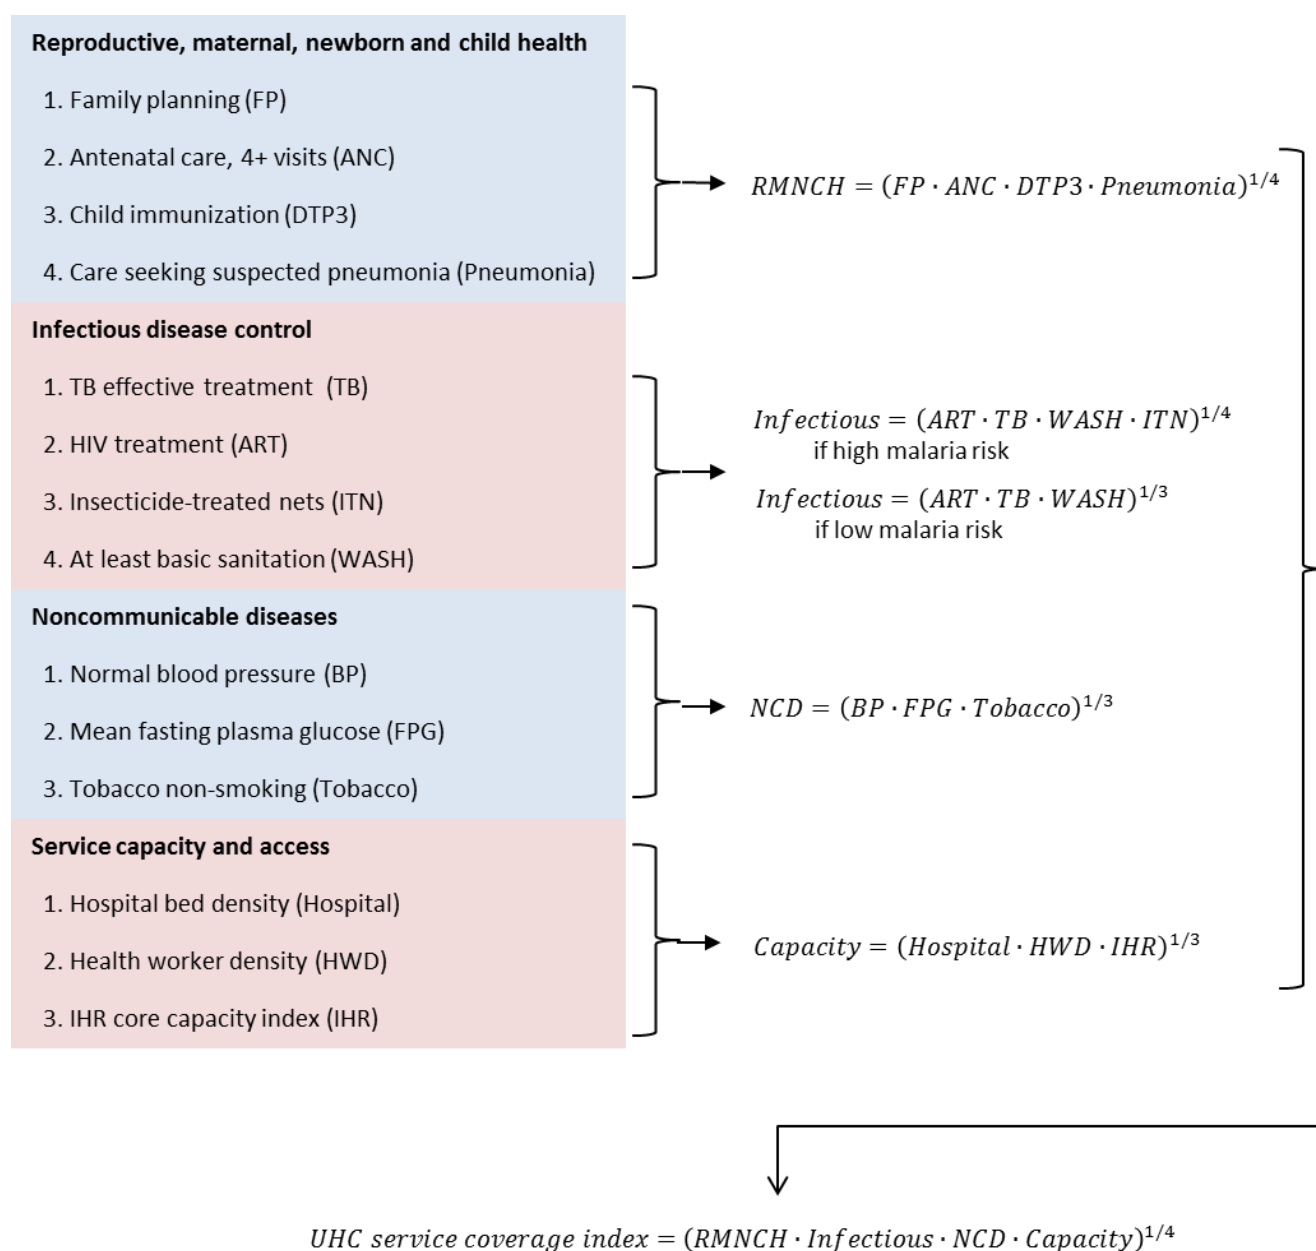 Reproductive, maternal, newborn and child health
1. Family planning (FP)
2. Antenatal care, 4+ visits (ANC)
3. Child immunization (DTP3)
4. Care seeking suspected pneumonia (Pneumonia)
RMNCH = (FP · ANC · DTP3 · Pneumonia)^{1/4}
Infectious disease control
1. TB effective treatment (TB)
2. HIV treatment (ART)
3. Insecticide-treated nets (ITN)
4. At least basic sanitation (WASH)
Infectious = (ART · TB · WASH · ITN)^{1/4}
if high malaria risk
Infectious = (ART · TB · WASH)^{1/3}
if low malaria risk
Noncommunicable diseases
1. Normal blood pressure (BP)
2. Mean fasting plasma glucose (FPG)
3. Tobacco non-smoking (Tobacco)
NCD = (BP · FPG · Tobacco)^{1/3}
Service capacity and access
1. Hospital bed density (Hospital)
2. Health worker density (HWD)
3. IHR core capacity index (IHR)
Capacity = (Hospital · HWD · IHR)^{1/3}
UHC service coverage index = (RMNCH · Infectious · NCD · Capacity)^{1/4}